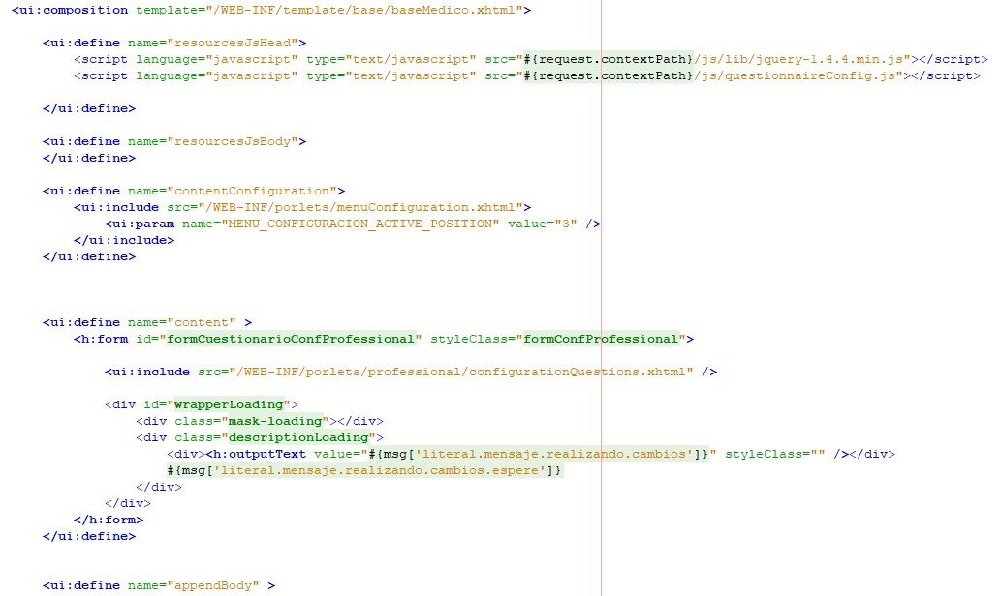 <ui:composition template="/WEB-INF/template/base/baseMedico.xhtml">
<ui:define name="resourcesJsHead">
<script language="javascript" type="text/javascript" src="#{request.contextPath}/js/lib/jquery-1.4.4.min.js"></script>
<script language="javascript" type="text/javascript" src="#{request.contextPath}/js/questionnaireConfig.js"></script>
</ui:define>
<ui:define name="resourcesJsBody">
</ui:define>
<ui:define name="contentConfiguration">
<ui:include src="/WEB-INF/porlets/menuConfiguration.xhtml">
<ui:param name="MENU_CONFIGURACION_ACTIVE_POSITION" value="3" />
</ui:include>
</ui:define>
<ui:define name="content" >
<h:form id="formCuestionarioConfProfessional" styleClass="formConfProfessional">
<ui:include src="/WEB-INF/porlets/professional/configurationQuestions.xhtml" />
<div id="wrapperLoading">
<div class="mask-loading"></div>
<div class="descriptionLoading">
<div><h:outputText value="#{msg['literal.mensaje.realizando.cambios']}" styleClass="" /></div>
#{msg['literal.mensaje.realizando.cambios.espere']}
</div>
</div>
</h:form>
</ui:define>
<ui:define name="appendBody" >